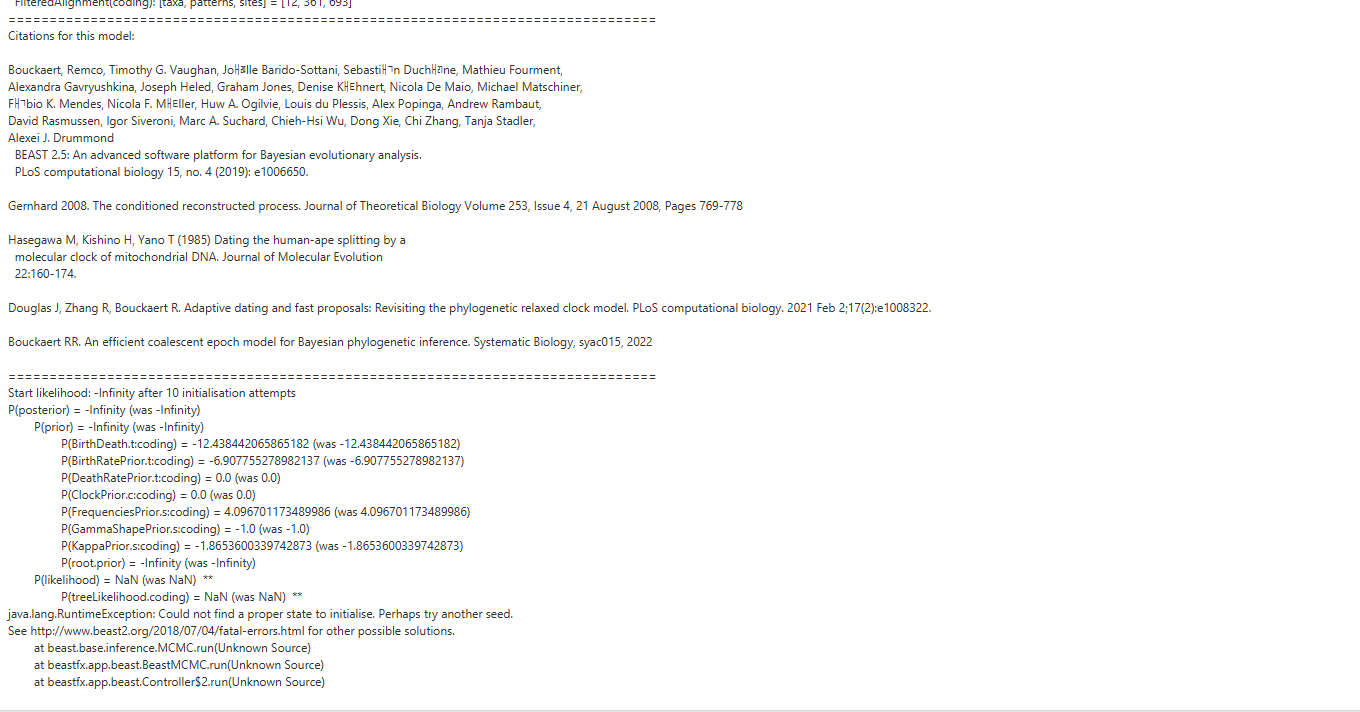 FilteredAlignment(coding): [taxa, patterns, sites] = [12, 361, 693]
===============================================================================
Citations for this model:
Bouckaert, Remco, Timothy G. Vaughan, Barido-Sottani, Duchêne, Mathieu Fourment,
Alexandra Gavryushkina, Joseph Heled, Graham Jones, Denise Nicola De Maio, Michael Matschiner,
K. Mendes, Nicola F. Huw A. Ogilvie, Louis du Plessis, Alex Popinga, Andrew Rambaut,
David Rasmussen, Igor Siveroni, Marc A. Suchard, Chieh-Hsi Wu, Dong Xie, Chi Zhang, Tanja Stadler,
Alexei J. Drummond
BEAST 2.5: An advanced software platform for Bayesian evolutionary analysis.
PLoS computational biology 15, no. 4 (2019): e1006650.
Gernhard 2008. The conditioned reconstructed process. Journal of Theoretical Biology Volume 253, Issue 4, 21 August 2008, Pages 769-778
Hasegawa M, Kishino H, Yano T (1985) Dating the human-ape splitting by a
molecular clock of mitochondrial DNA. Journal of Molecular Evolution
22:160-174.
Douglas J, Zhang R, Bouckaert R. Adaptive dating and fast proposals: Revisiting the phylogenetic relaxed clock model. PLoS computational biology. 2021 Feb 2;17(2):e1008322.
Bouckaert RR. An efficient coalescent epoch model for Bayesian phylogenetic inference. Systematic Biology, syac015, 2022
===============================================================================
Start likelihood: -Infinity after 10 initialisation attempts
P(posterior) = -Infinity (was -Infinity)
P(prior) = -Infinity (was -Infinity)
P(BirthDeath.t:coding) = -12.438442065865182 (was -12.438442065865182)
P(BirthRatePrior.t:coding) = -6.907755278982137 (was -6.907755278982137)
P(DeathRatePrior.t:coding) = 0.0 (was 0.0)
P(ClockPrior.c:coding) = 0.0 (was 0.0)
P(FrequenciesPrior.s:coding) = 4.096701173489986 (was 4.096701173489986)
P(GammaShapePrior.s:coding) = -1.0 (was -1.0)
P(KappaPrior.s:coding) = -1.8653600339742873 (was -1.8653600339742873)
P(root.prior) = -Infinity (was -Infinity)
P(likelihood) = NaN (was NaN) **
P(treeLikelihood.coding) = NaN (was NaN) **
java.lang.RuntimeException: Could not find a proper state to initialise. Perhaps try another seed.
See http://www.beast2.org/2018/07/04/fatal-errors.html for other possible solutions.
at beast.base.inference.MCMC.run(Unknown Source)
at beastfx.app.beast.BeastMCMC.run(Unknown Source)
at beastfx.app.beast.Controller$2.run(Unknown Source)